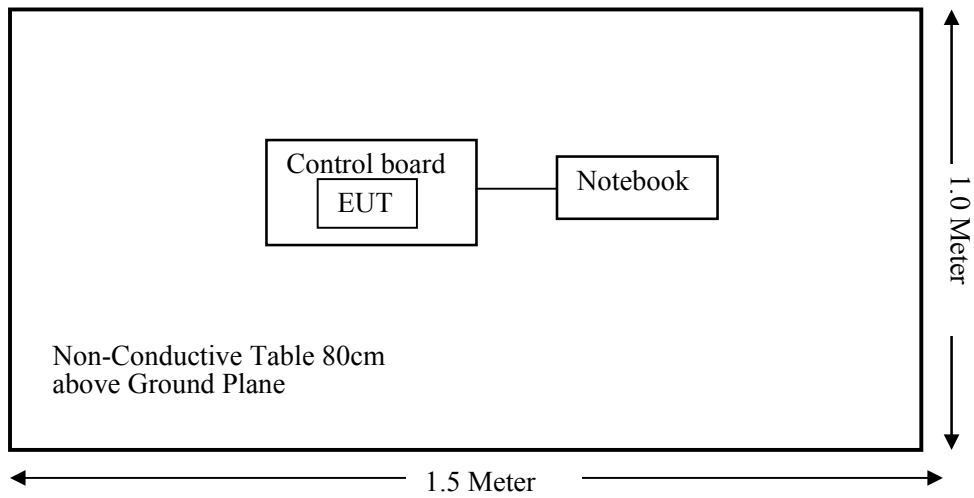 Control board
EUT
Notebook
1.0 Meter
Non-Conductive Table 80cm
above Ground Plane
1.5 Meter